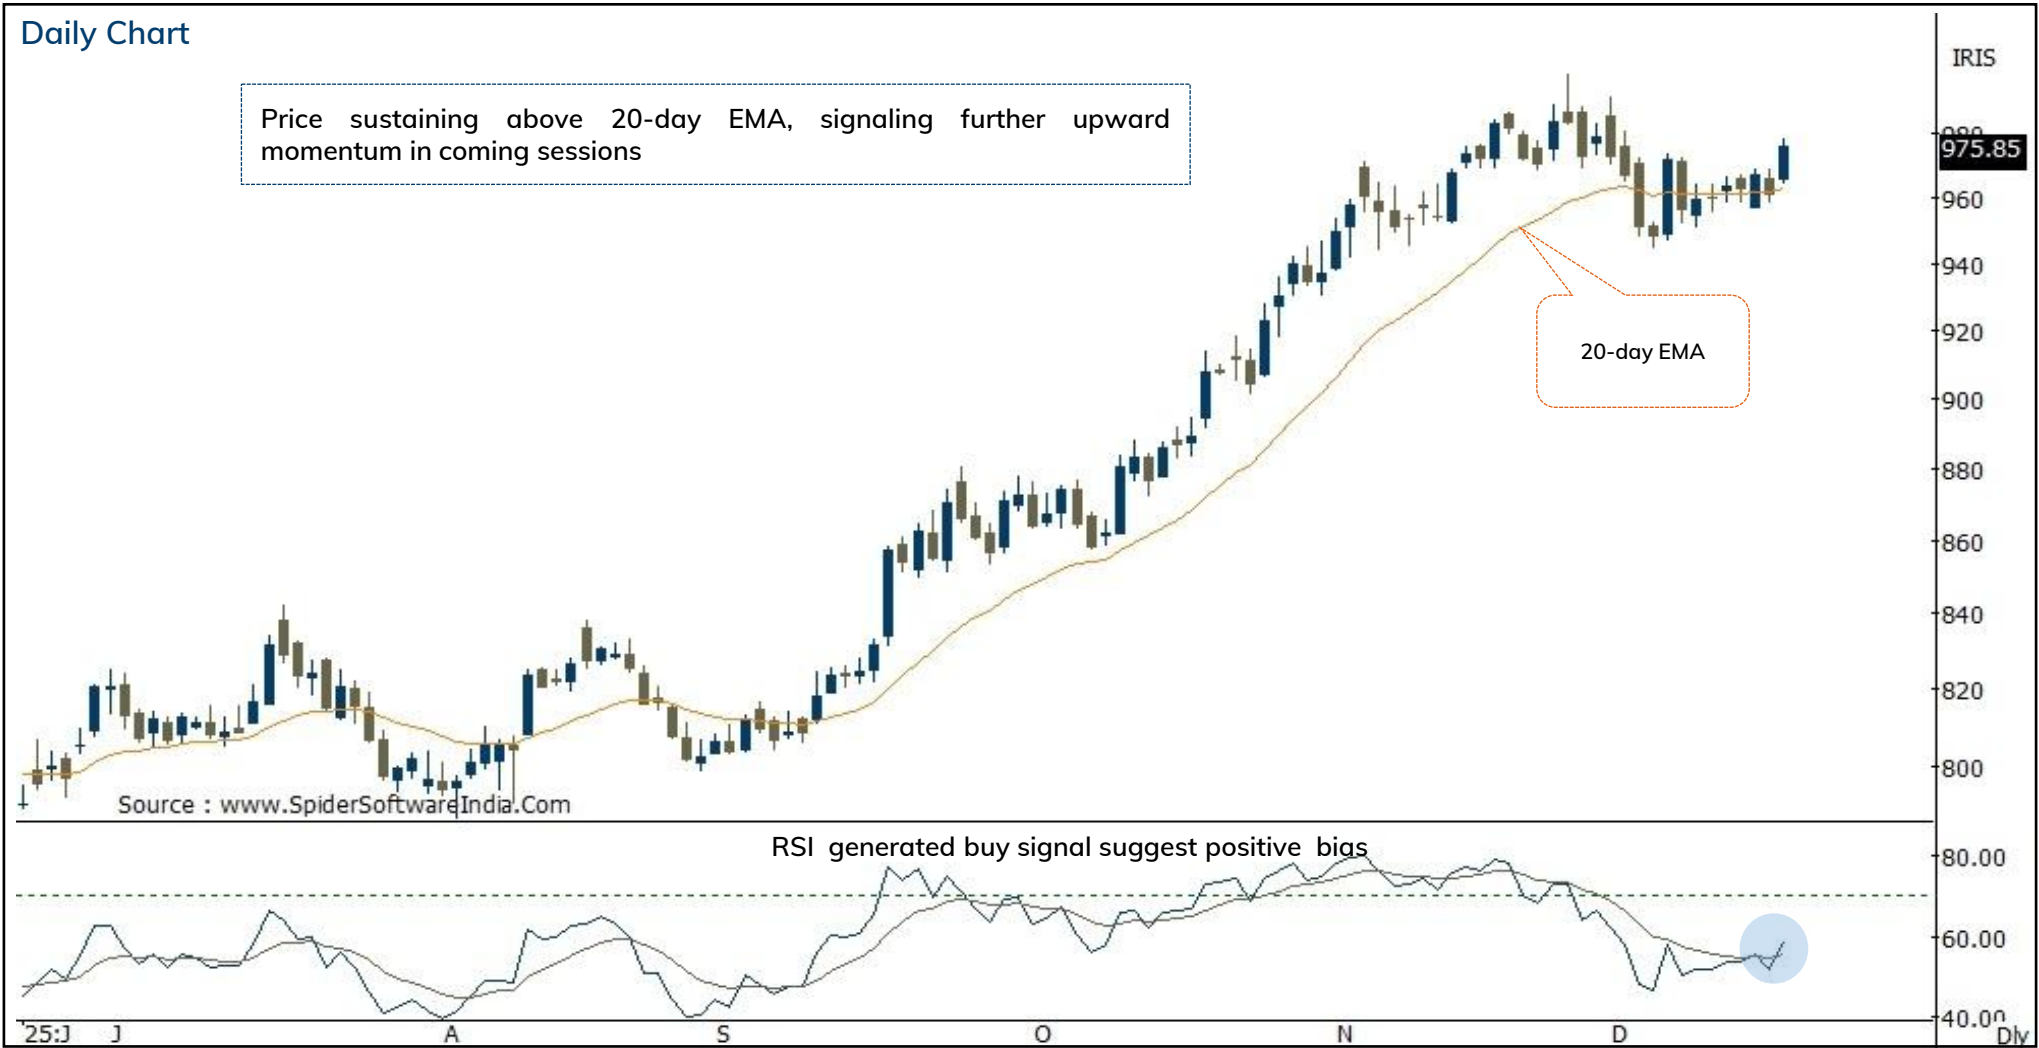 Daily Chart
IRIS
Price sustaining above 20-day EMA, signaling further upward
momentum in coming sessions
980
975.85
960
940
920
20-day EMA
900
880
860
840
820
800
Source : www.SpiderSoftwareIndia.Com
RSI generated buy signal suggest positive bias
80.00
60.00
40.00
25:J J A S O N D Dly